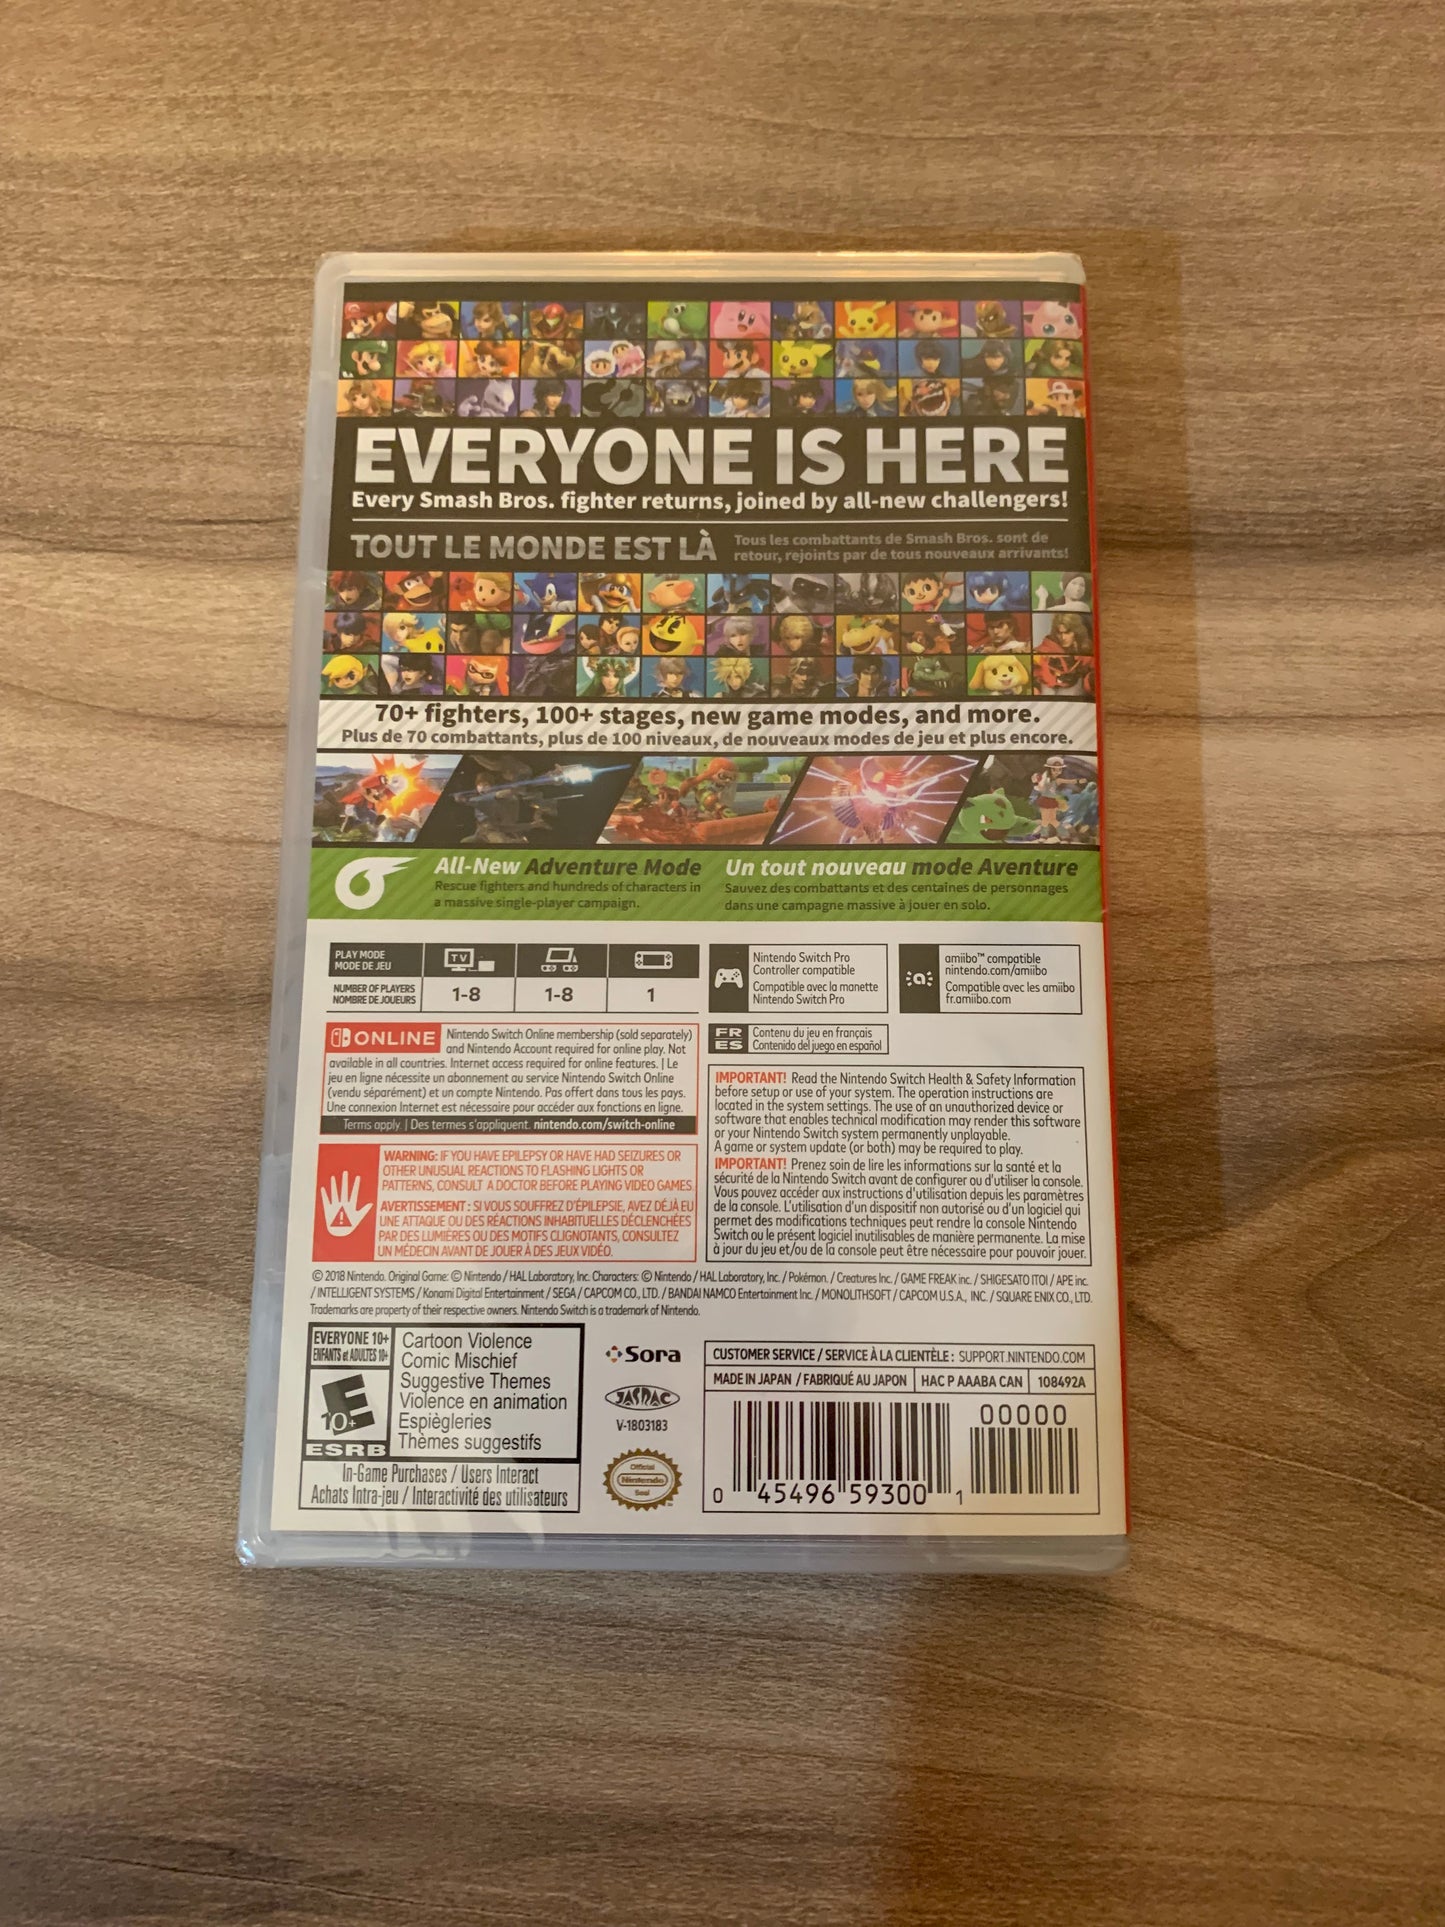 EVERYONE IS HERE
Every Smash Bros. fighter returns, joined by all-new challengers!
TOUT LE MONDE EST LÀ
Tous les combattants de Smash Bros. sont de
retour, rejoints par de tous nouveaux arrivants!
70+ fighters, 100+ stages, new game modes, and more.
Plus de 70 combattants, plus de 100 niveaux, de nouveaux modes de jeu et plus encore.
All-New Adventure Mode
Rescue fighters and hundreds of characters in
a massive single-player campaign.
Un tout nouveau mode Aventure
Sauvez des combattants et des centaines de personnages
dans une campagne massive à jouer en solo.
PLAY MODE
MODE DE JEU
TV
NUMBER OF PLAYERS
NOMBRE DE JOUEURS
1-8
1-8
1
Nintendo Switch Pro
Controller compatible
Compatible avec la manette
Nintendo Switch Pro
a
amiibo™ compatible
nintendo.com/amiibo
Compatible avec les amiibo
fr.amiibo.com
ONLINE
Nintendo Switch Online membership (sold separately)
and Nintendo Account required for online play. Not
available in all countries. Internet access required for online features. | Le
jeu en ligne nécessite un abonnement au service Nintendo Switch Online
(vendu séparément) et un compte Nintendo. Pas offert dans tous les pays.
Une connexion Internet est nécessaire pour accéder aux fonctions en ligne.
Terms apply. | Des termes s'appliquent. nintendo.com/switch-online
FR Contenu du jeu en français
ES Contenido del juego en español
WARNING: IF YOU HAVE EPILEPSY OR HAVE HAD SEIZURES OR
OTHER UNUSUAL REACTIONS TO FLASHING LIGHTS OR
PATTERNS, CONSULT A DOCTOR BEFORE PLAYING VIDEO GAMES.
AVERTISSEMENT : SI VOUS SOUFFREZ D'ÉPILEPSIE, AVEZ DÉJÀ EU
UNE ATTAQUE OU DES RÉACTIONS INHABITUELLES DÉCLENCHÉES
PAR DES LUMIÈRES OU DES MOTIFS CLIGNOTANTS, CONSULTEZ
UN MÉDECIN AVANT DE JOUER À DES JEUX VIDÉO.
IMPORTANT! Read the Nintendo Switch Health & Safety Information
before setup or use of your system. The operation instructions are
located in the system settings. The use of an unauthorized device or
software that enables technical modification may render this software
or your Nintendo Switch system permanently unplayable.
A game or system update (or both) may be required to play.
IMPORTANT! Prenez soin de lire les informations sur la santé et la
sécurité de la Nintendo Switch avant de configurer ou d'utiliser la console.
Vous pouvez accéder aux instructions d'utilisation depuis les paramètres
de la console. L'utilisation d'un dispositif non autorisé ou d'un logiciel qui
permet des modifications techniques peut rendre la console Nintendo
Switch ou le présent logiciel inutilisables de manière permanente. La mise
à jour du jeu et/ou de la console peut être nécessaire pour pouvoir jouer.
© 2018 Nintendo. Original Game: © Nintendo / HAL Laboratory, Inc. Characters: © Nintendo / HAL Laboratory, Inc. / Pokémon. / Creatures Inc. / GAME FREAK inc. / SHIGESATO ITOI / APE inc.
/ INTELLIGENT SYSTEMS / Konami Digital Entertainment / SEGA / CAPCOM CO., LTD. / BANDAI NAMCO Entertainment Inc. / MONOLITHSOFT / CAPCOM U.S.A., INC. / SQUARE ENIX CO., LTD.
Trademarks are property of their respective owners. Nintendo Switch is a trademark of Nintendo.
EVERYONE 10+
ENFANTS et ADULTES 10+
E
10+
ESRB
Cartoon Violence
Comic Mischief
Suggestive Themes
Violence en animation
Espiègleries
Thèmes suggestifs
In-Game Purchases / Users Interact
Achats Intra-jeu / Interactivité des utilisateurs
Sora
JASRAC
V-1803183
Official
Nintendo
Seal
CUSTOMER SERVICE / SERVICE À LA CLIENTÈLE : SUPPORT.NINTENDO.COM
MADE IN JAPAN / FABRIQUÉ AU JAPON HAC P AAABA CAN 108492A
00000
0 45496 59300 1